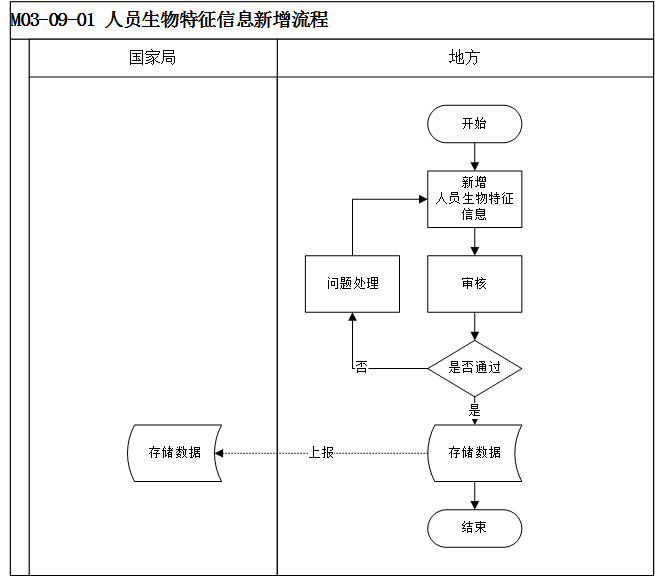 M03-09-01 人员生物特征信息新增流程
国家局
地方
开始
新增
人员生物特征
信息
问题处理
审核
是否通过
否
是
存储数据
上报
存储数据
结束